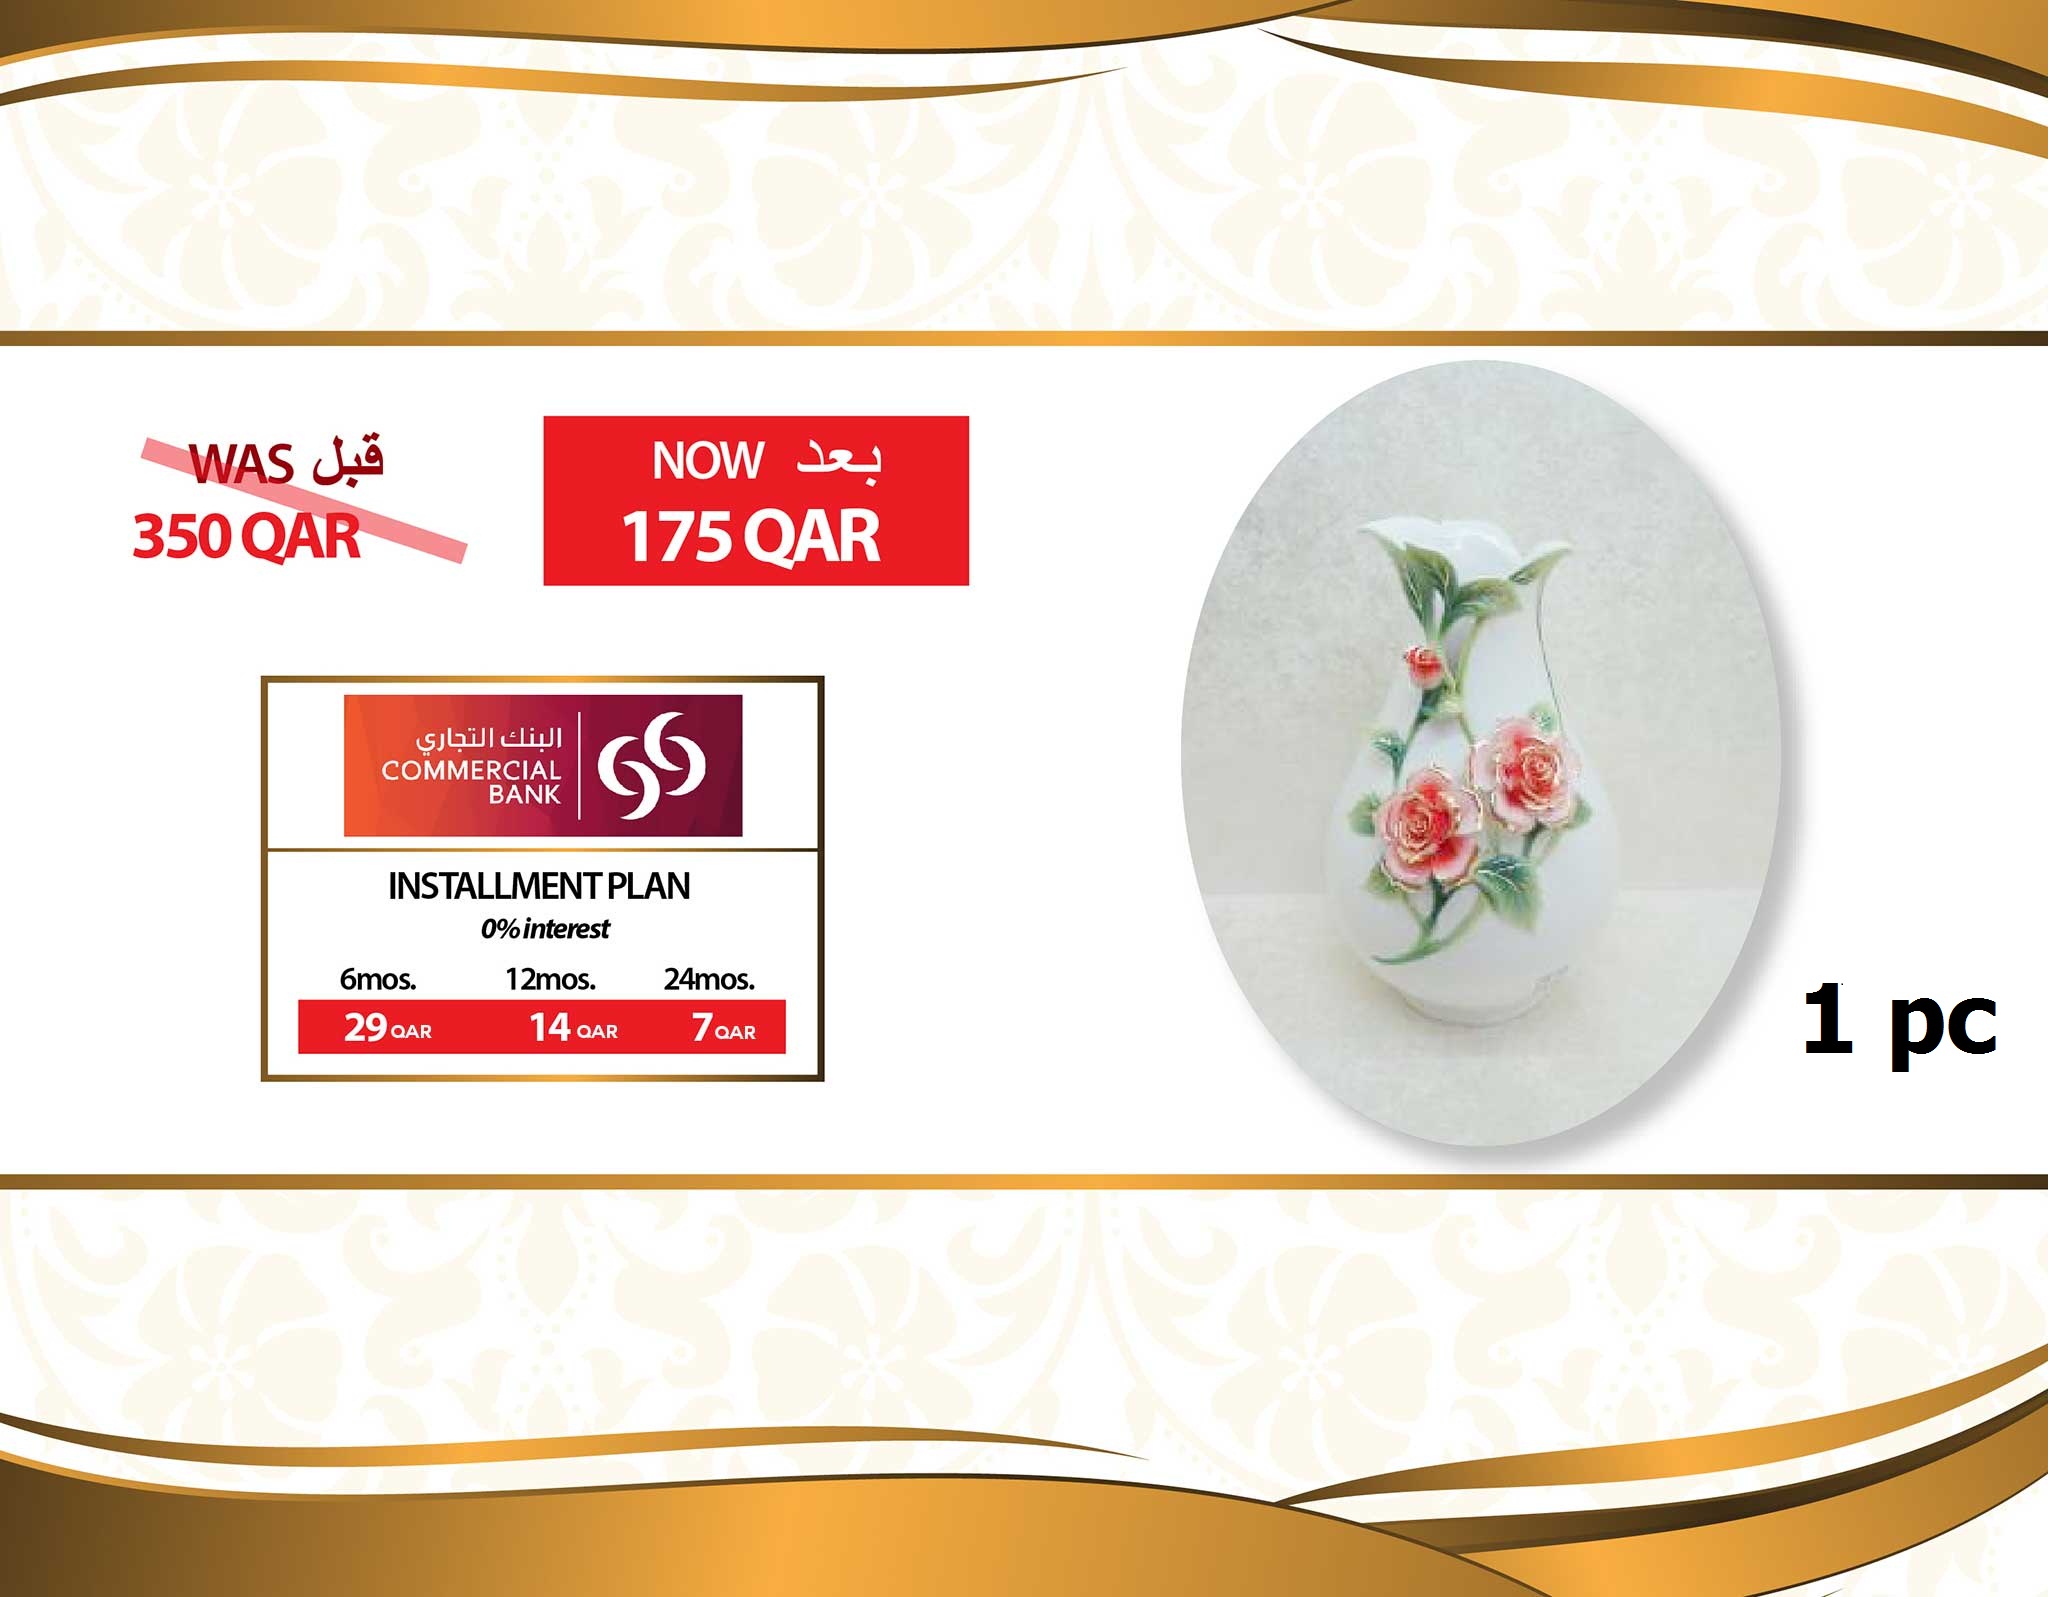 WAS قبل
350 QAR
NOW بعد
175 QAR
البنك التجاري
COMMERCIAL
BANK
INSTALLMENT PLAN
0% interest
6mos. 12mos. 24mos.
29 QAR 14 QAR 7 QAR
1 pc